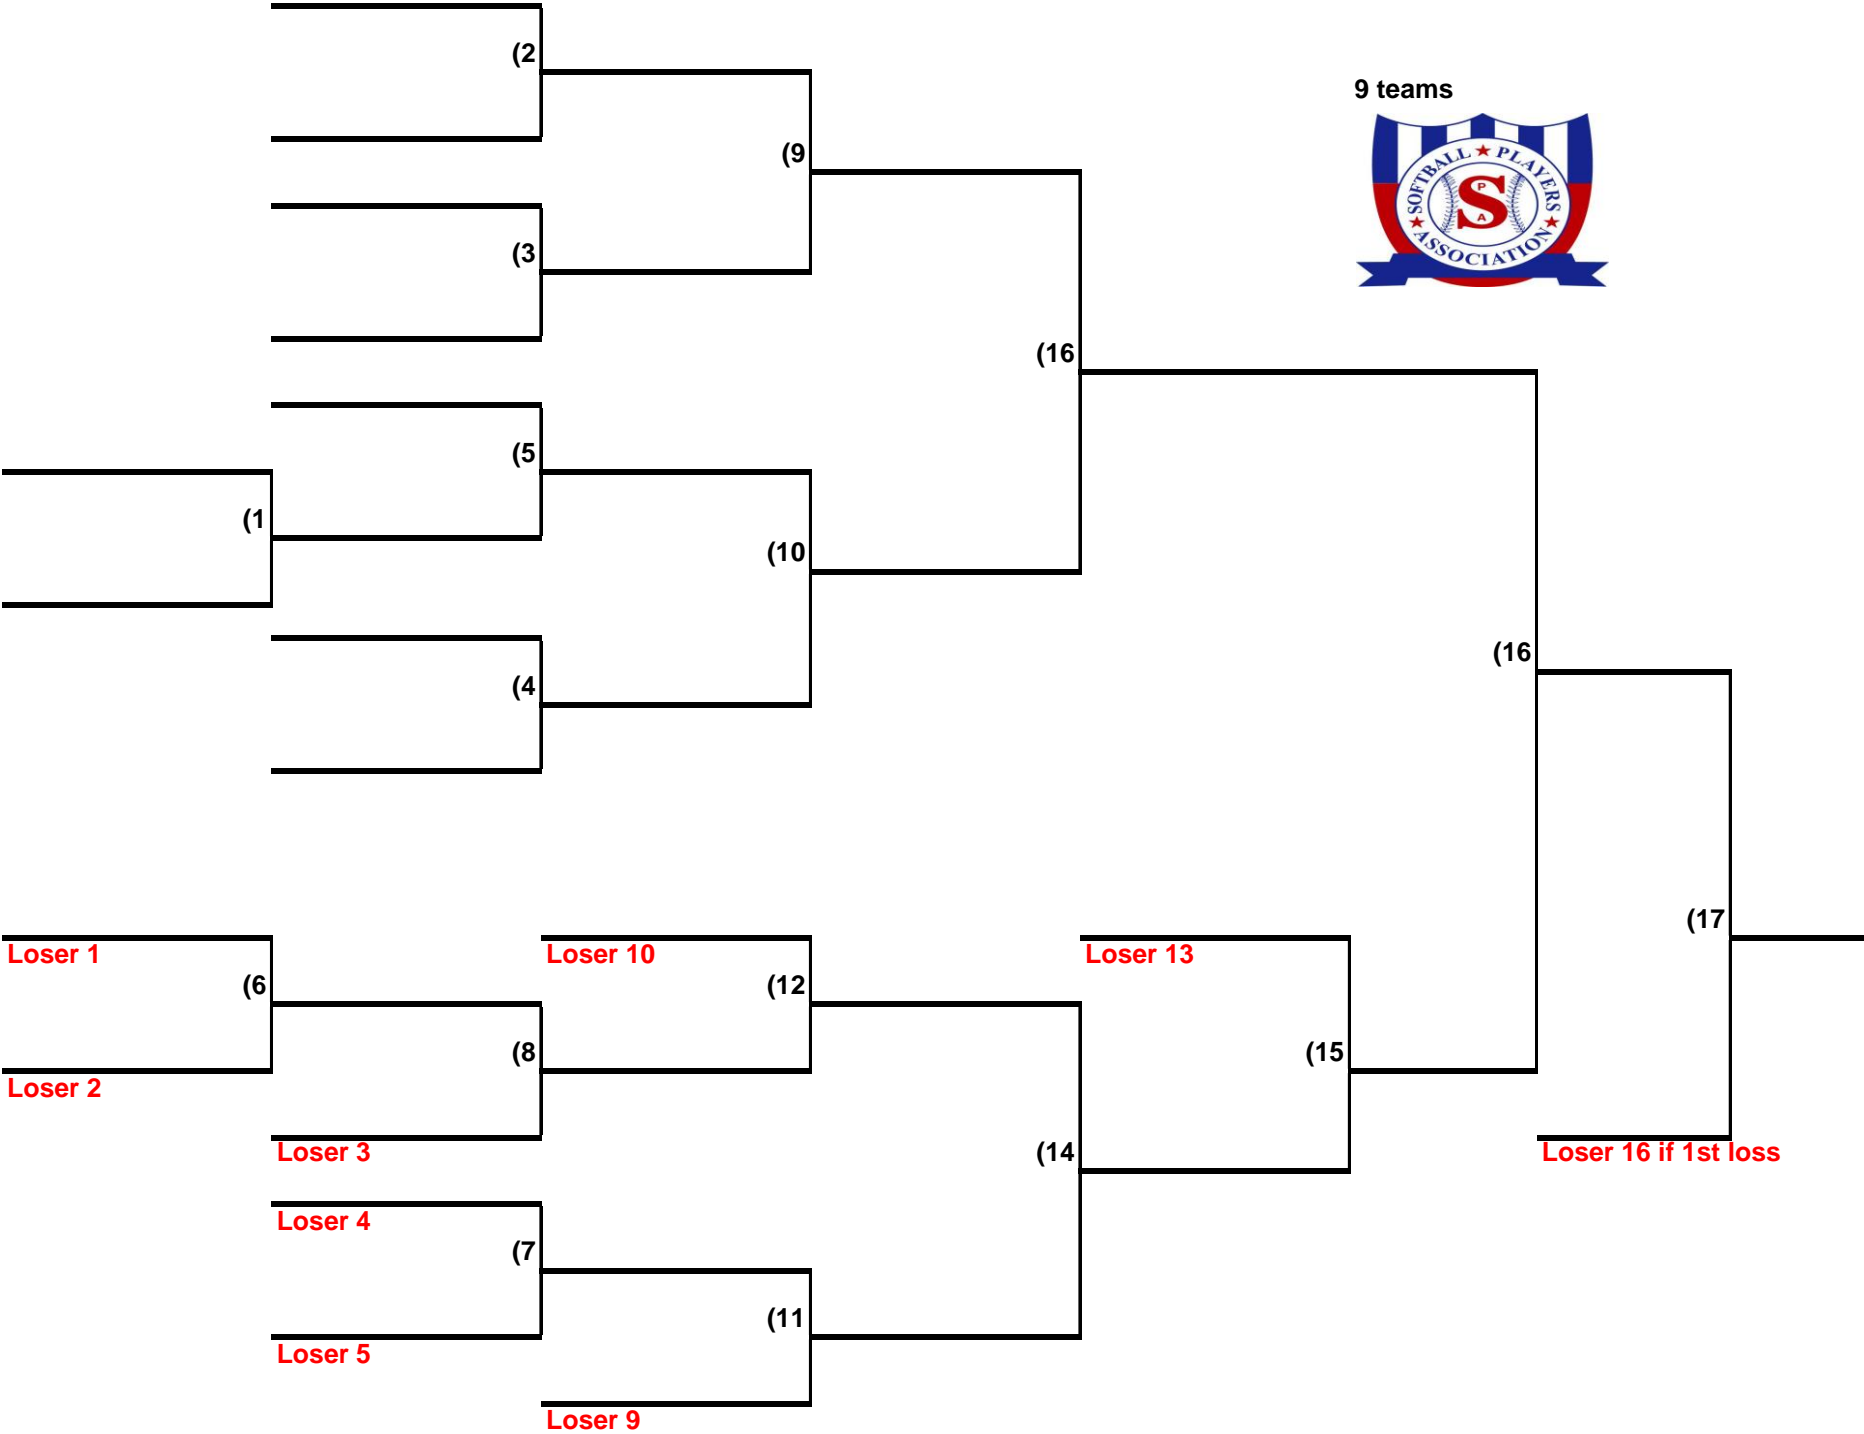 (2
9 teams
(9
SOFTBALL ★ PLAYERS
★ ASSOCIATION ★
P
S
A
(3
(16
(5
(1
(10
(16
(4
(17
Loser 1
Loser 10
Loser 13
(6
(12
(8
(15
Loser 2
Loser 3
(14
Loser 16 if 1st loss
Loser 4
(7
(11
Loser 5
Loser 9